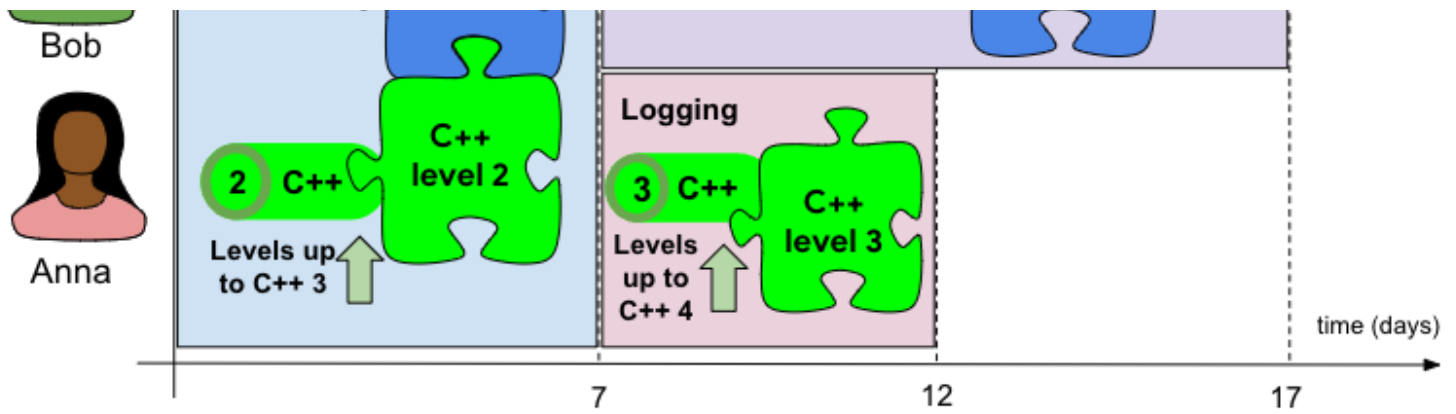 Bob
Logging
C++
level 2
2 C++
3 C++
C++
level 3
Levels up
to C++ 3
Levels
up to
C++ 4
Anna
time (days)
7
12
17